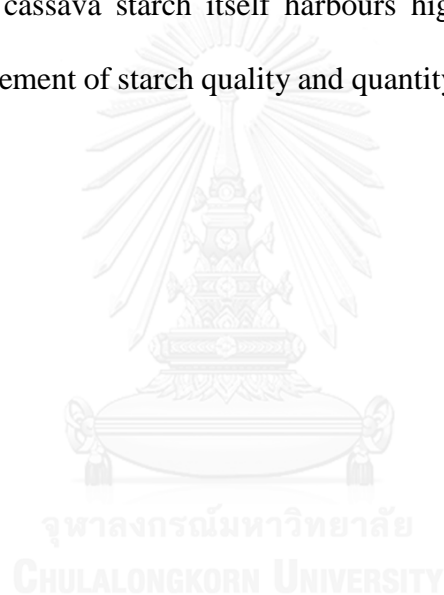 cassava starch itself harbours hig
ement of starch quality and quantity
จุฬาลงกรณ์มหาวิทยาลัย
CHULALONGKORN UNIVERSITY